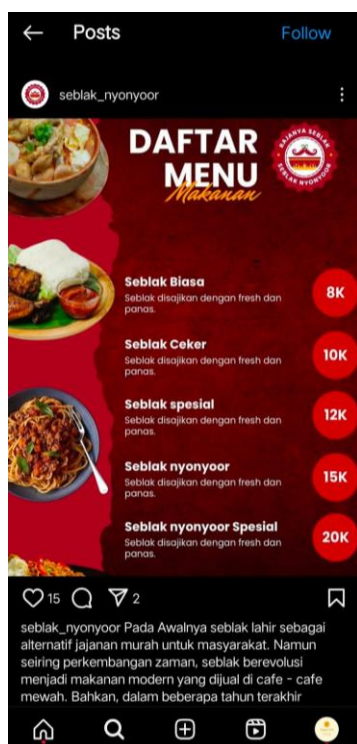 Posts
Follow
seblak_nyonyoor
DAFTAR
MENU
Makanan
RAJANYA SEBLAK
SEBLAK NYONYOOR
Seblak Biasa
Seblak disajikan dengan fresh dan
panas.
8K
Seblak Ceker
Seblak disajikan dengan fresh dan
panas.
10K
Seblak spesial
Seblak disajikan dengan fresh dan
panas.
12K
Seblak nyonyoor
Seblak disajikan dengan fresh dan
panas.
15K
Seblak nyonyoor Spesial
Seblak disajikan dengan fresh dan
panas.
20K
15
2
seblak_nyonyoor Pada Awalnya seblak lahir sebagai
alternatif jajanan murah untuk masyarakat. Namun
seiring perkembangan zaman, seblak berevolusi
menjadi makanan modern yang dijual di cafe - cafe
mewah. Bahkan, dalam beberapa tahun terakhir